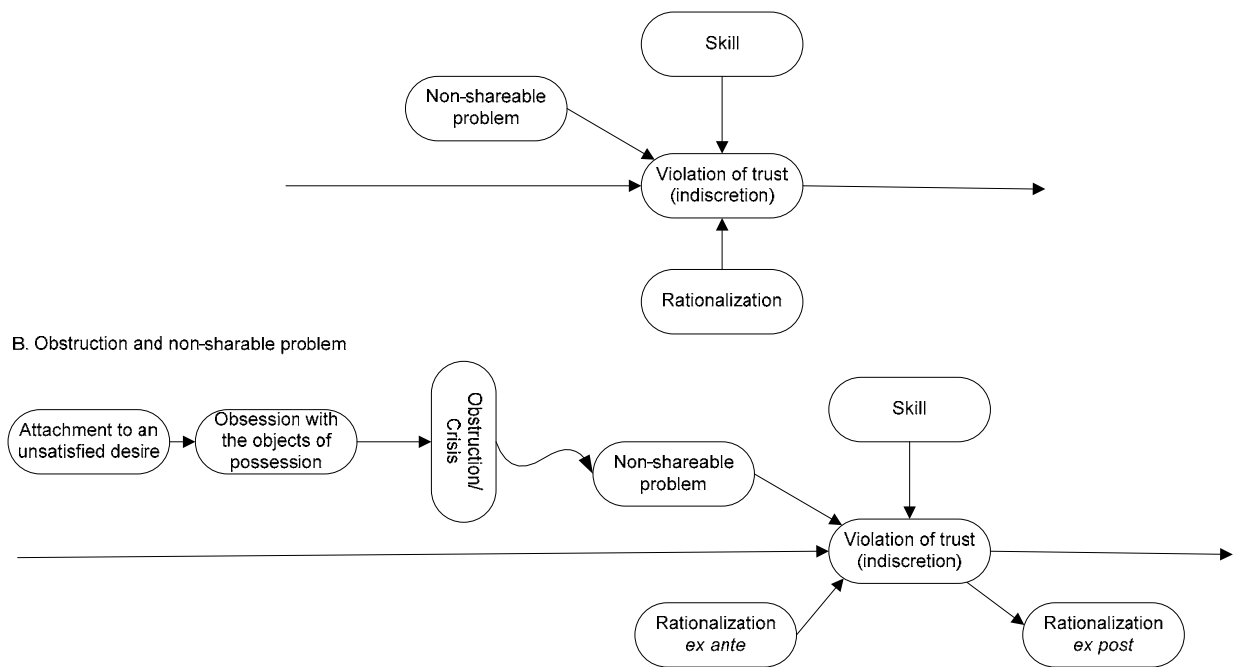 Skill
Non-shareable
problem
Violation of trust
(indiscretion)
Rationalization
B. Obstruction and non-sharable problem
Attachment to an
unsatisfied desire
Obsession with
the objects of
possession
Obstruction/
Crisis
Non-shareable
problem
Skill
Violation of trust
(indiscretion)
Rationalization
ex ante
Rationalization
ex post